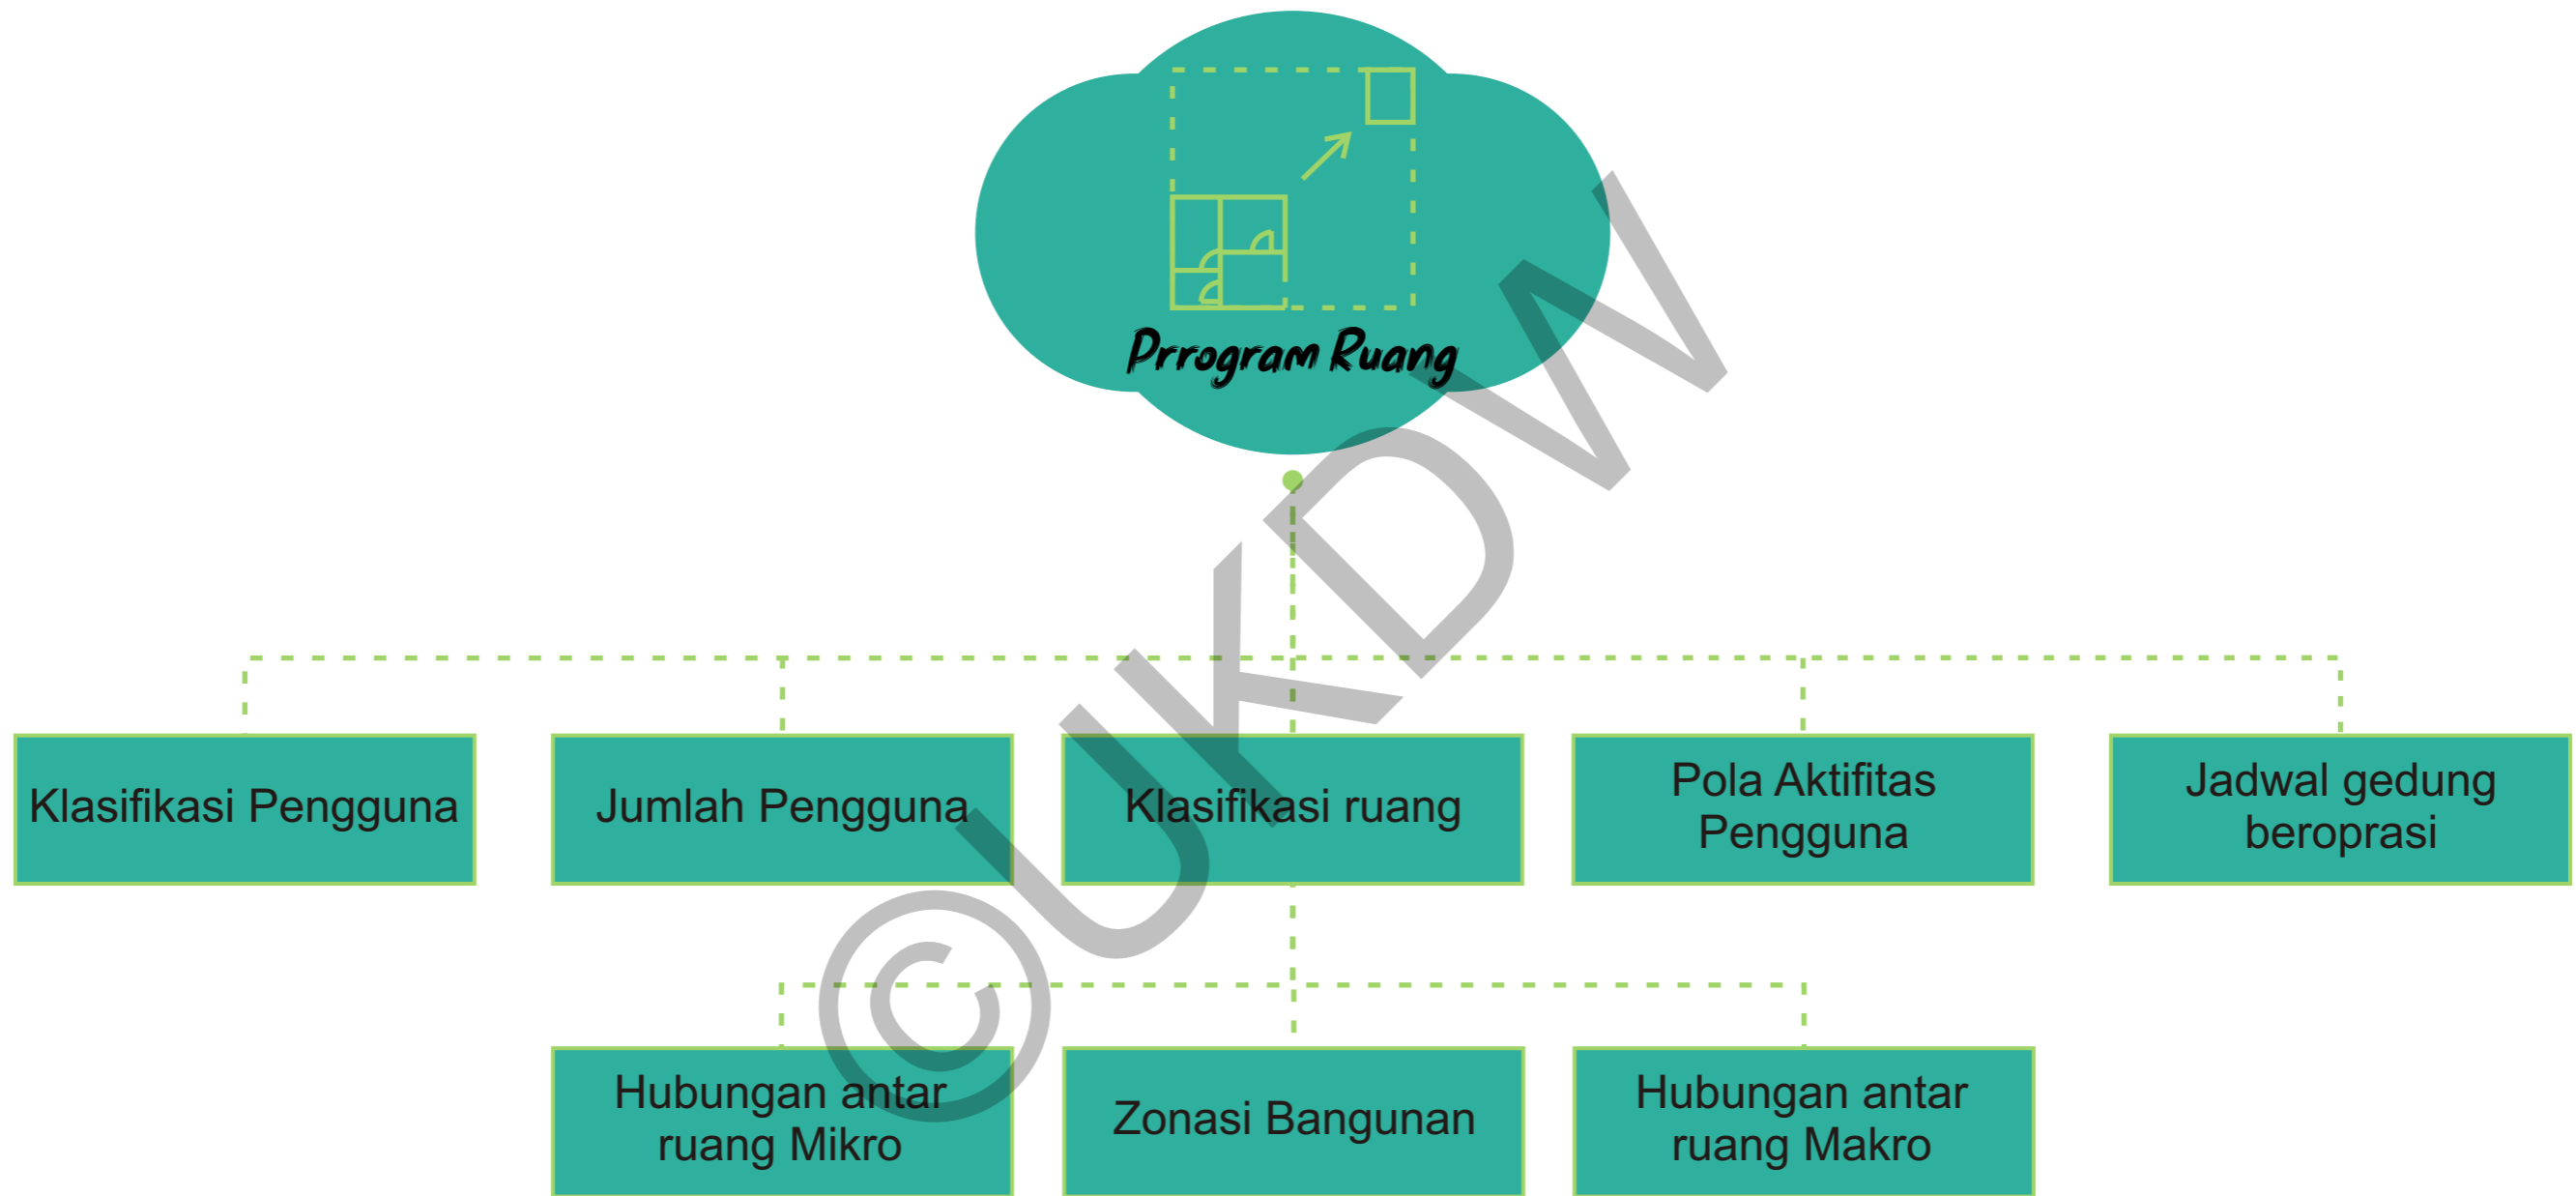 Prrogram Ruang
Klasifikasi Pengguna
Jumlah Pengguna
Klasifikasi ruang
Pola Aktifitas
Pengguna
Jadwal gedung
beroprasi
Hubungan antar
ruang Mikro
Zonasi Bangunan
Hubungan antar
ruang Makro
©UKDW